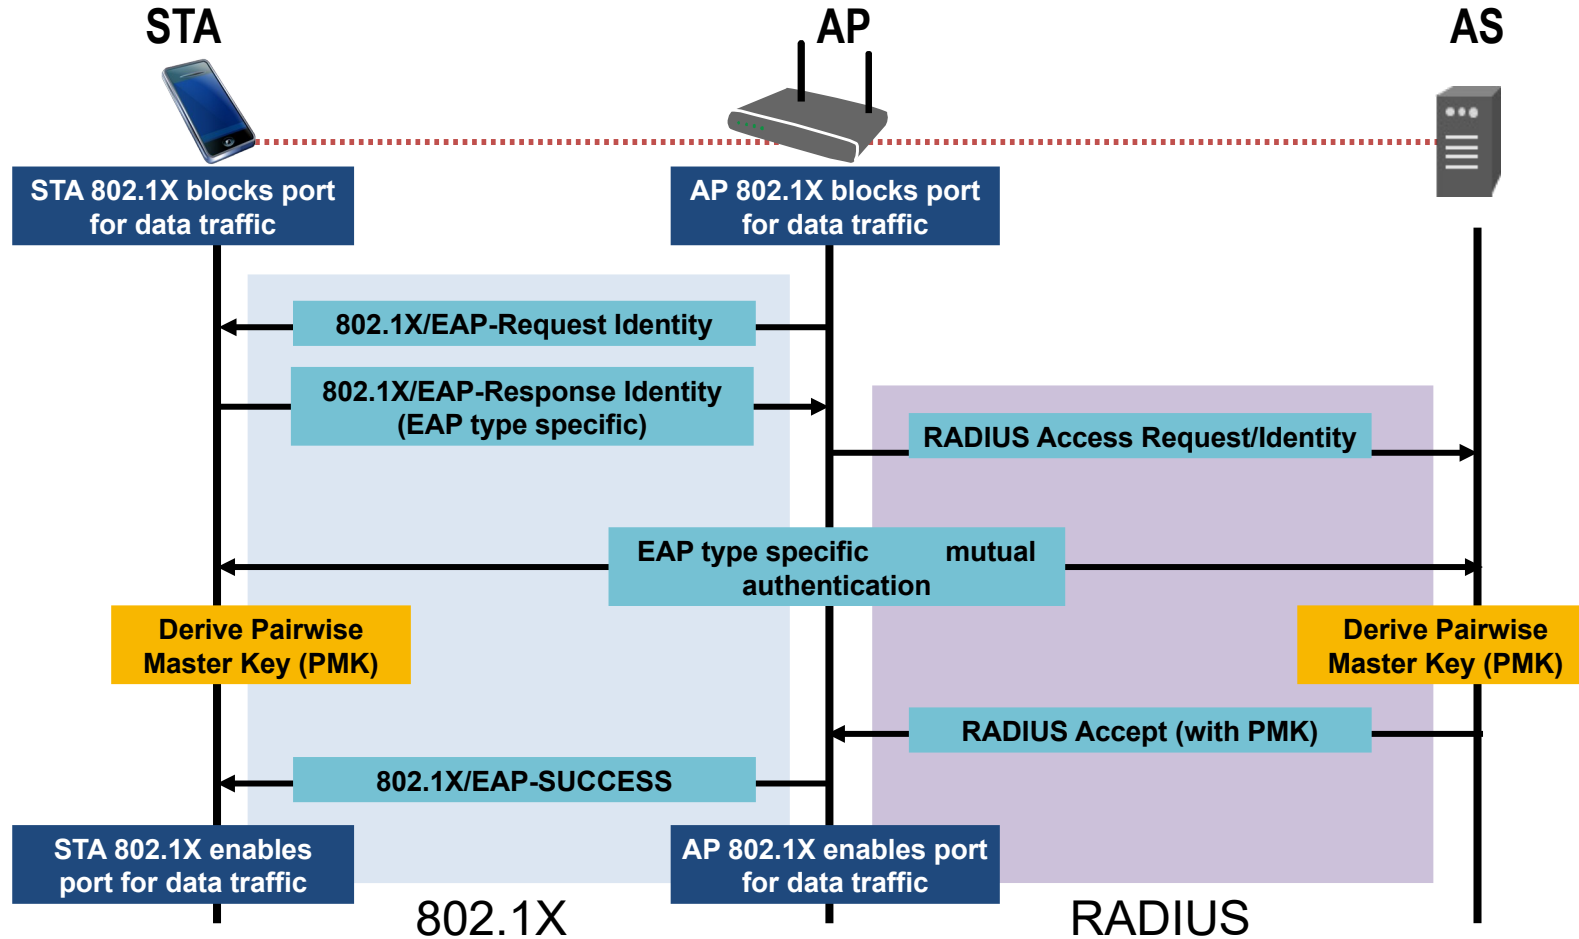 STA
AP
AS
STA 802.1X blocks port
for data traffic
AP 802.1X blocks port
for data traffic
802.1X/EAP-Request Identity
802.1X/EAP-Response Identity
(EAP type specific)
RADIUS Access Request/Identity
EAP type specific mutual
authentication
Derive Pairwise
Master Key (PMK)
Derive Pairwise
Master Key (PMK)
RADIUS Accept (with PMK)
802.1X/EAP-SUCCESS
STA 802.1X enables
port for data traffic
AP 802.1X enables port
for data traffic
802.1X
RADIUS